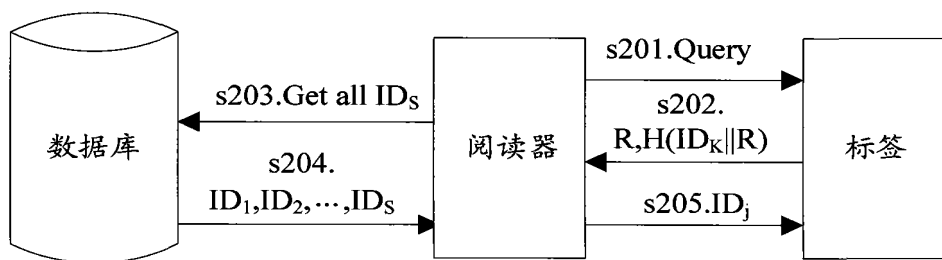 数据库
s203.Get all IDS
s204.
ID1,ID2,…,IDS
阅读器
s201.Query
s202.
R,H(IDK||R)
s205.IDj
标签